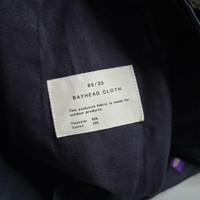 65/35
BAYHEAD CLOTH
This exclusive fabric is made for
outdoor products
Polyester 65%
Cotton 35%